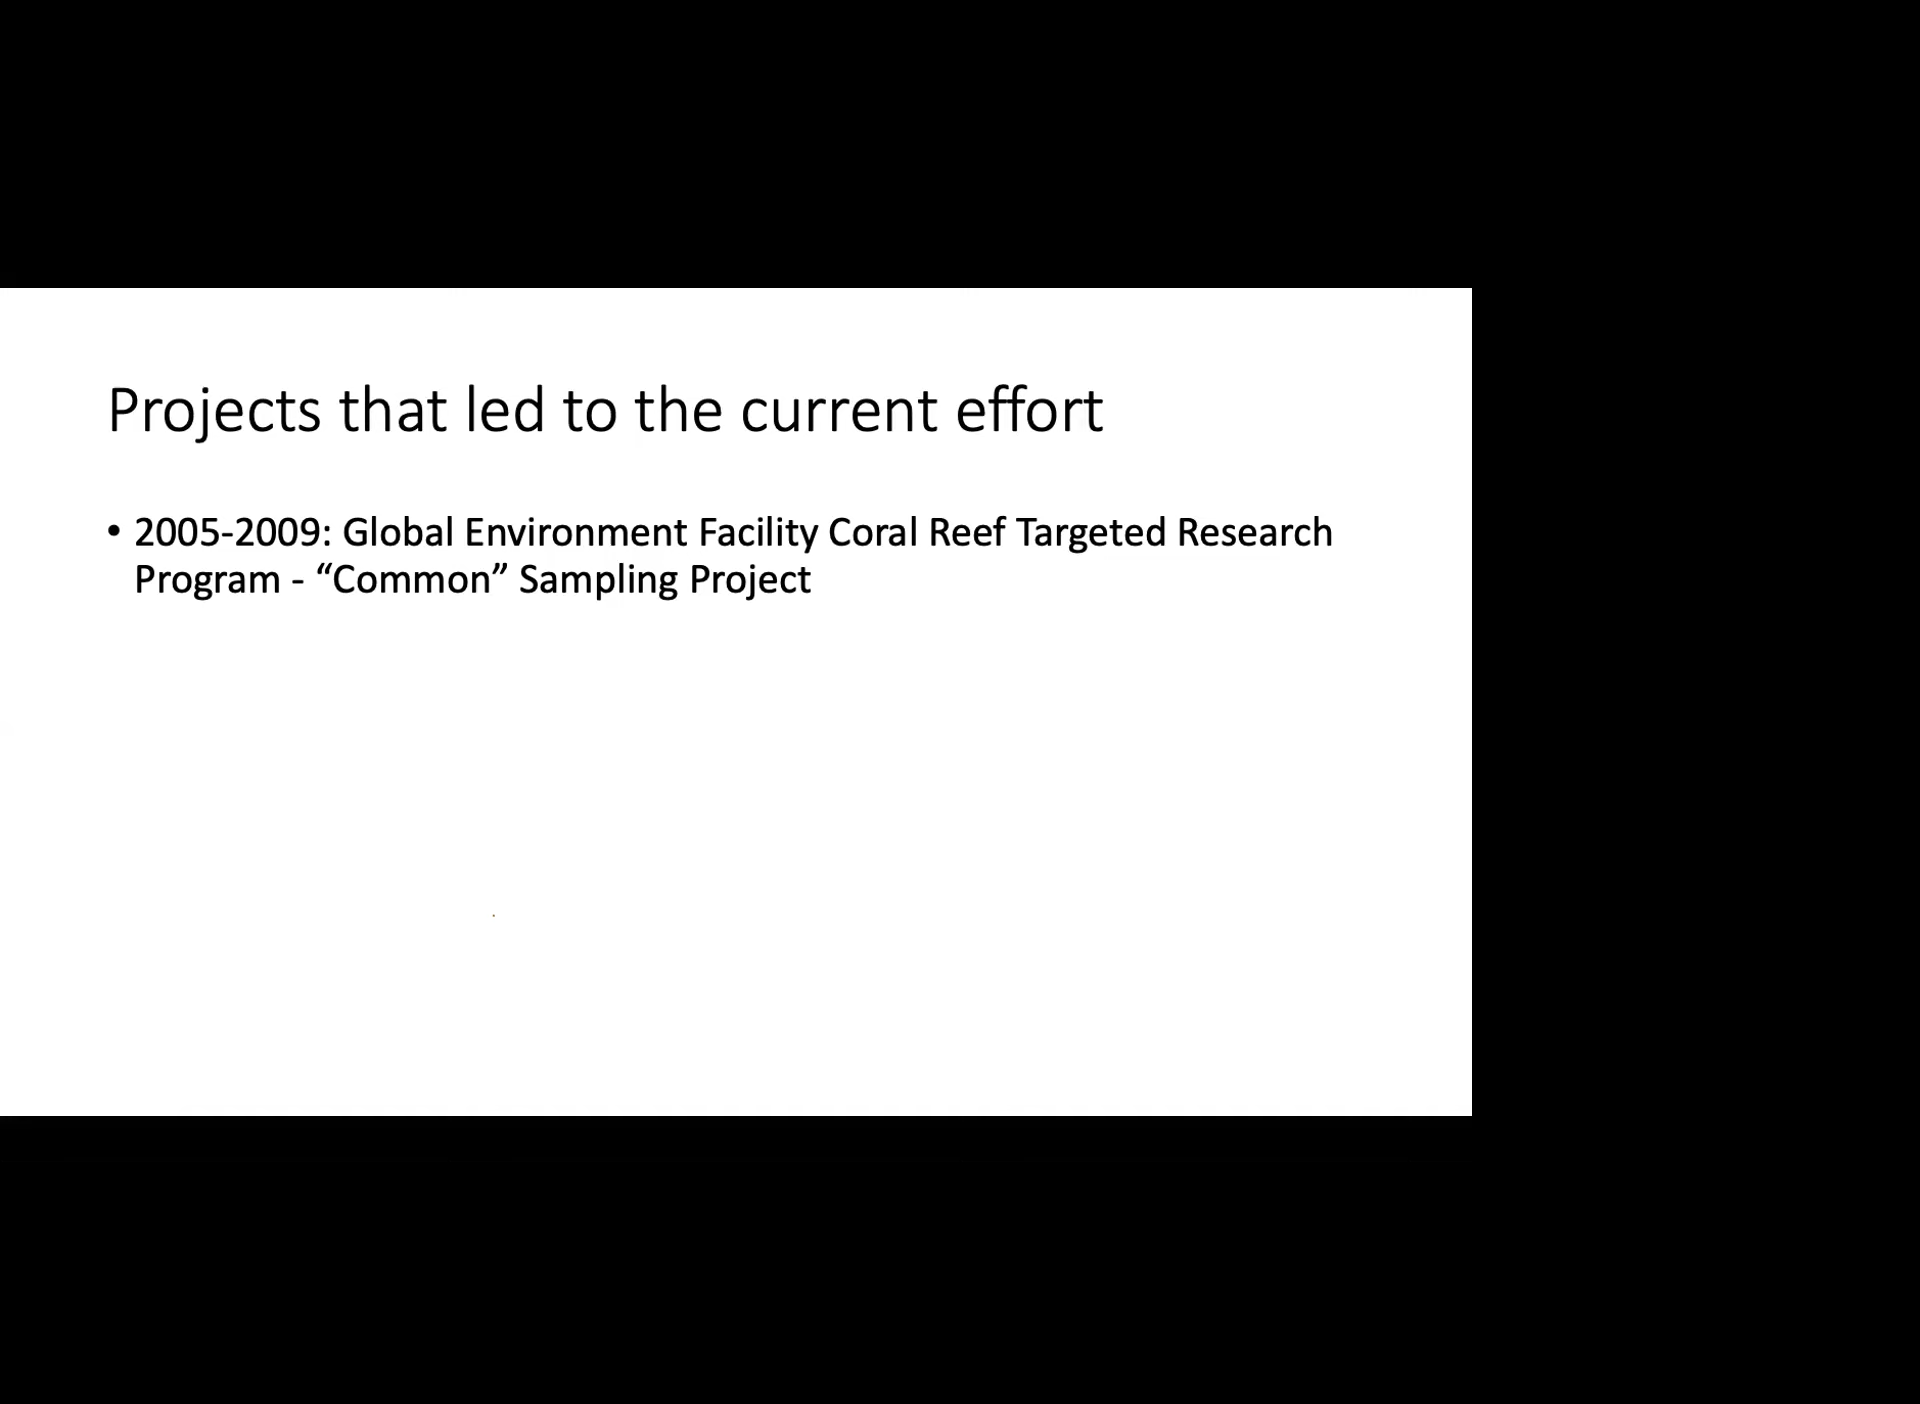 Projects that led to the current effort
• 2005-2009: Global Environment Facility Coral Reef Targeted Research
Program - “Common” Sampling Project